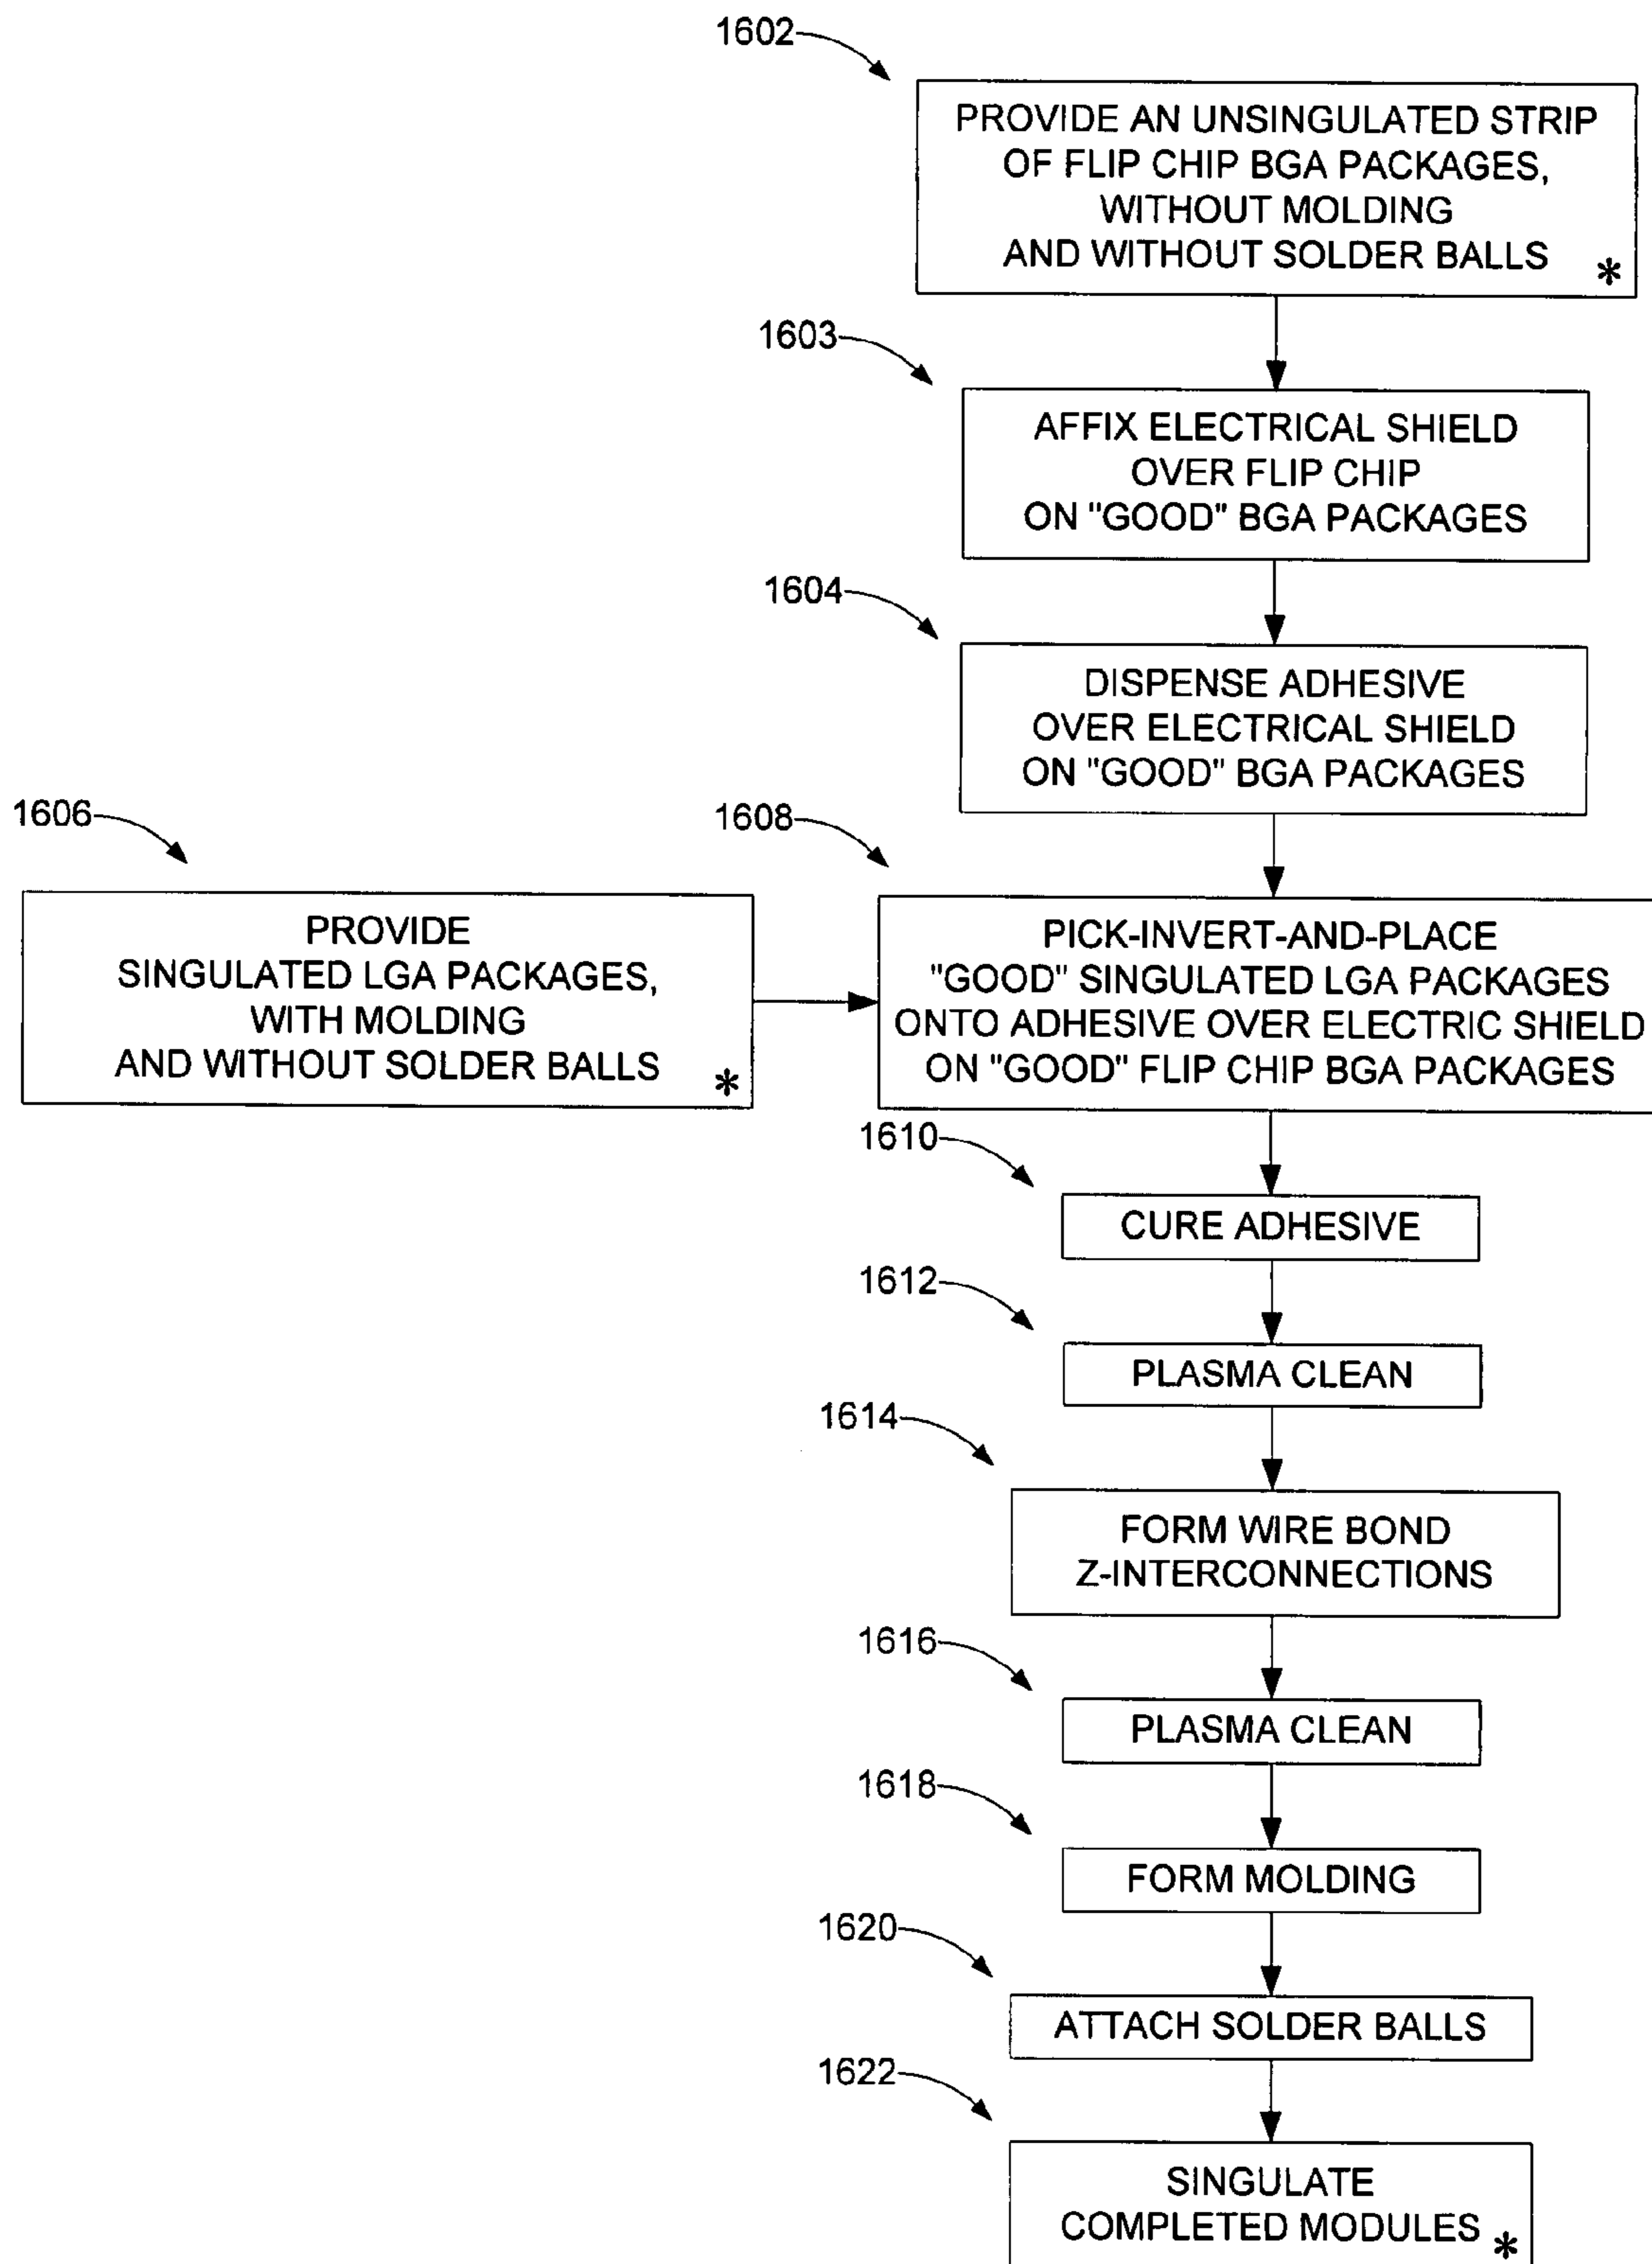 1602
PROVIDE AN UNSINGULATED STRIP
OF FLIP CHIP BGA PACKAGES,
WITHOUT MOLDING
AND WITHOUT SOLDER BALLS *
1603
AFFIX ELECTRICAL SHIELD
OVER FLIP CHIP
ON "GOOD" BGA PACKAGES
1604
DISPENSE ADHESIVE
OVER ELECTRICAL SHIELD
ON "GOOD" BGA PACKAGES
1606
PROVIDE
SINGULATED LGA PACKAGES,
WITH MOLDING
AND WITHOUT SOLDER BALLS *
1608
PICK-INVERT-AND-PLACE
"GOOD" SINGULATED LGA PACKAGES
ONTO ADHESIVE OVER ELECTRIC SHIELD
ON "GOOD" FLIP CHIP BGA PACKAGES
1610
CURE ADHESIVE
1612
PLASMA CLEAN
1614
FORM WIRE BOND
Z-INTERCONNECTIONS
1616
PLASMA CLEAN
1618
FORM MOLDING
1620
ATTACH SOLDER BALLS
1622
SINGULATE
COMPLETED MODULES *